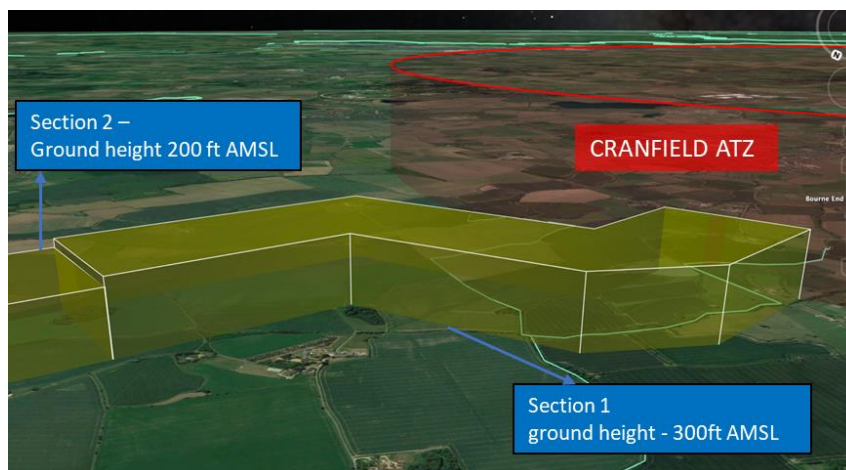 Section 2 –
Ground height 200 ft AMSL
CRANFIELD ATZ
Bourne End
Section 1
ground height - 300ft AMSL
N